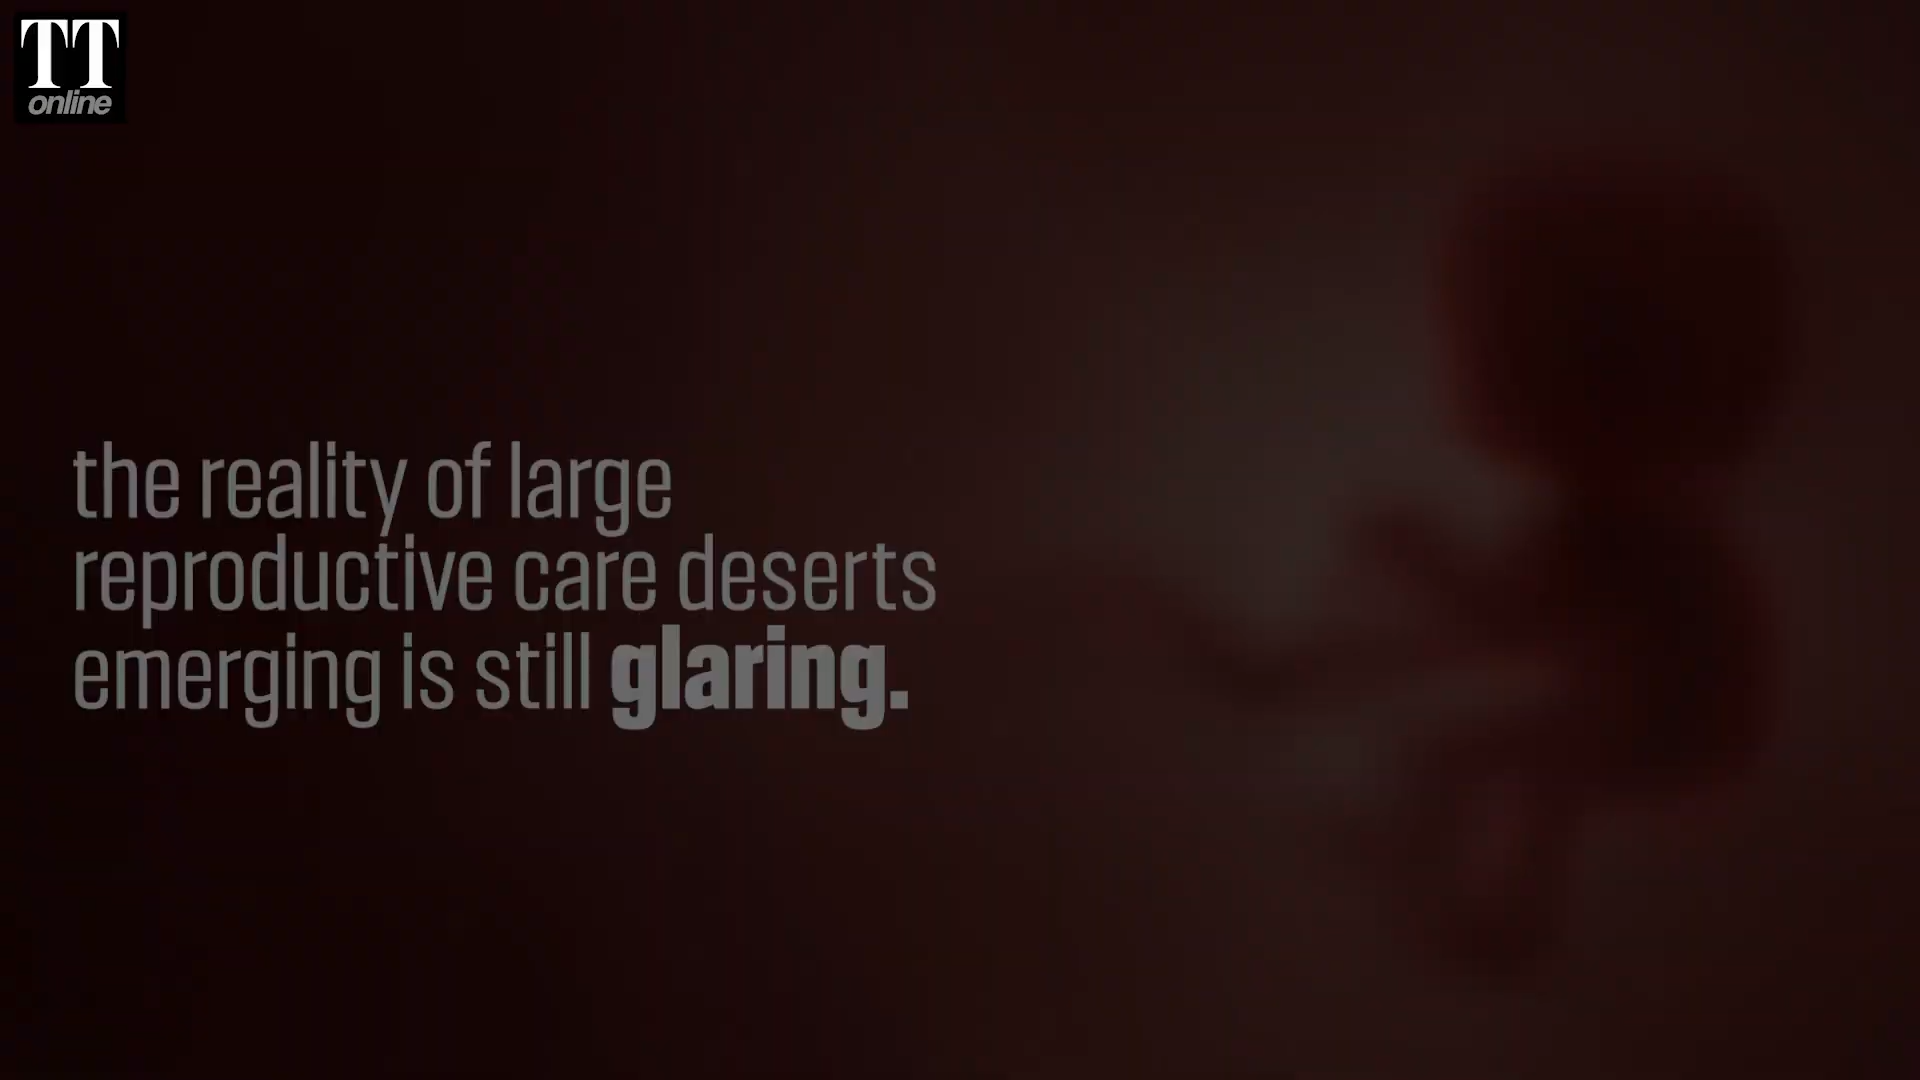 TT
online
the reality of large
reproductive care deserts
emerging is still glaring.